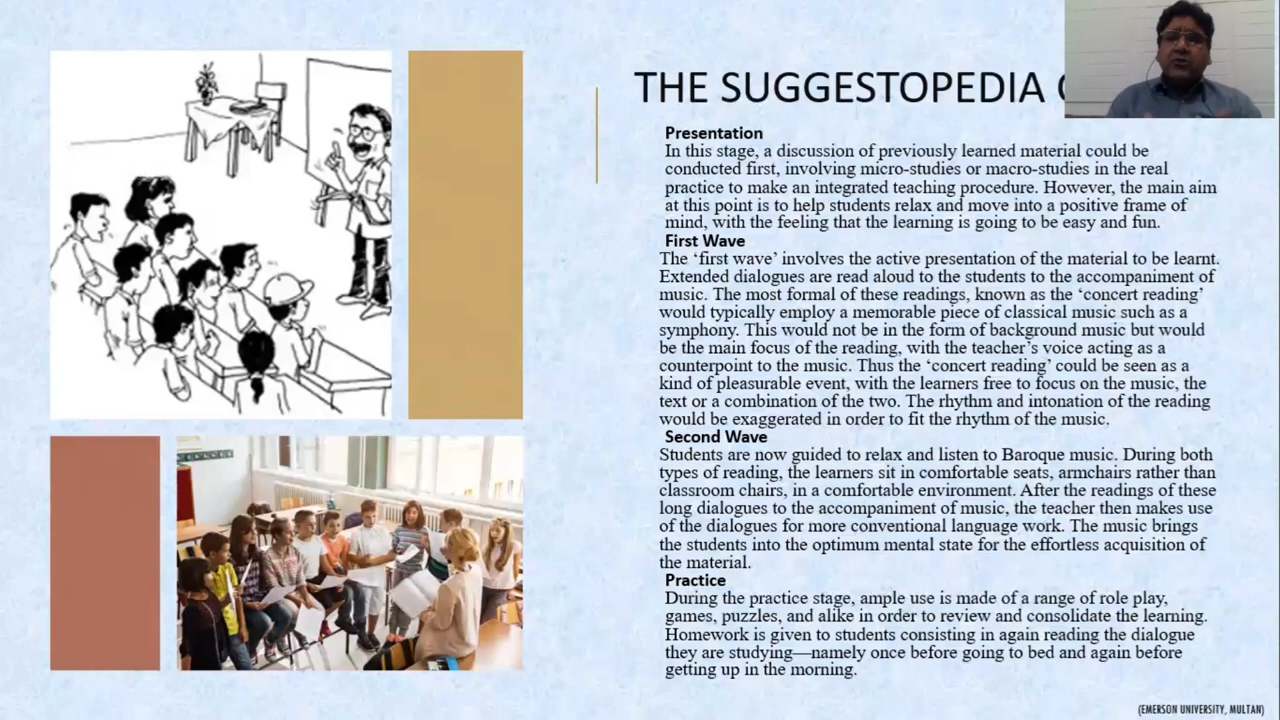 THE SUGGESTOPEDIA
Presentation
In this stage, a discussion of previously learned material could be
conducted first, involving micro-studies or macro-studies in the real
practice to make an integrated teaching procedure. However, the main aim
at this point is to help students relax and move into a positive frame of
mind, with the feeling that the learning is going to be easy and fun.
First Wave
The ‘first wave’ involves the active presentation of the material to be learnt.
Extended dialogues are read aloud to the students to the accompaniment of
music. The most formal of these readings, known as the ‘concert reading’
would typically employ a memorable piece of classical music such as a
symphony. This would not be in the form of background music but would
be the main focus of the reading, with the teacher’s voice acting as a
counterpoint to the music. Thus the ‘concert reading’ could be seen as a
kind of pleasurable event, with the learners free to focus on the music, the
text or a combination of the two. The rhythm and intonation of the reading
would be exaggerated in order to fit the rhythm of the music.
Second Wave
Students are now guided to relax and listen to Baroque music. During both
types of reading, the learners sit in comfortable seats, armchairs rather than
classroom chairs, in a comfortable environment. After the readings of these
long dialogues to the accompaniment of music, the teacher then makes use
of the dialogues for more conventional language work. The music brings
the students into the optimum mental state for the effortless acquisition of
the material.
Practice
During the practice stage, ample use is made of a range of role play,
games, puzzles, and alike in order to review and consolidate the learning.
Homework is given to students consisting in again reading the dialogue
they are studying—namely once before going to bed and again before
getting up in the morning.
(EMERSON UNIVERSITY, MULTAN)